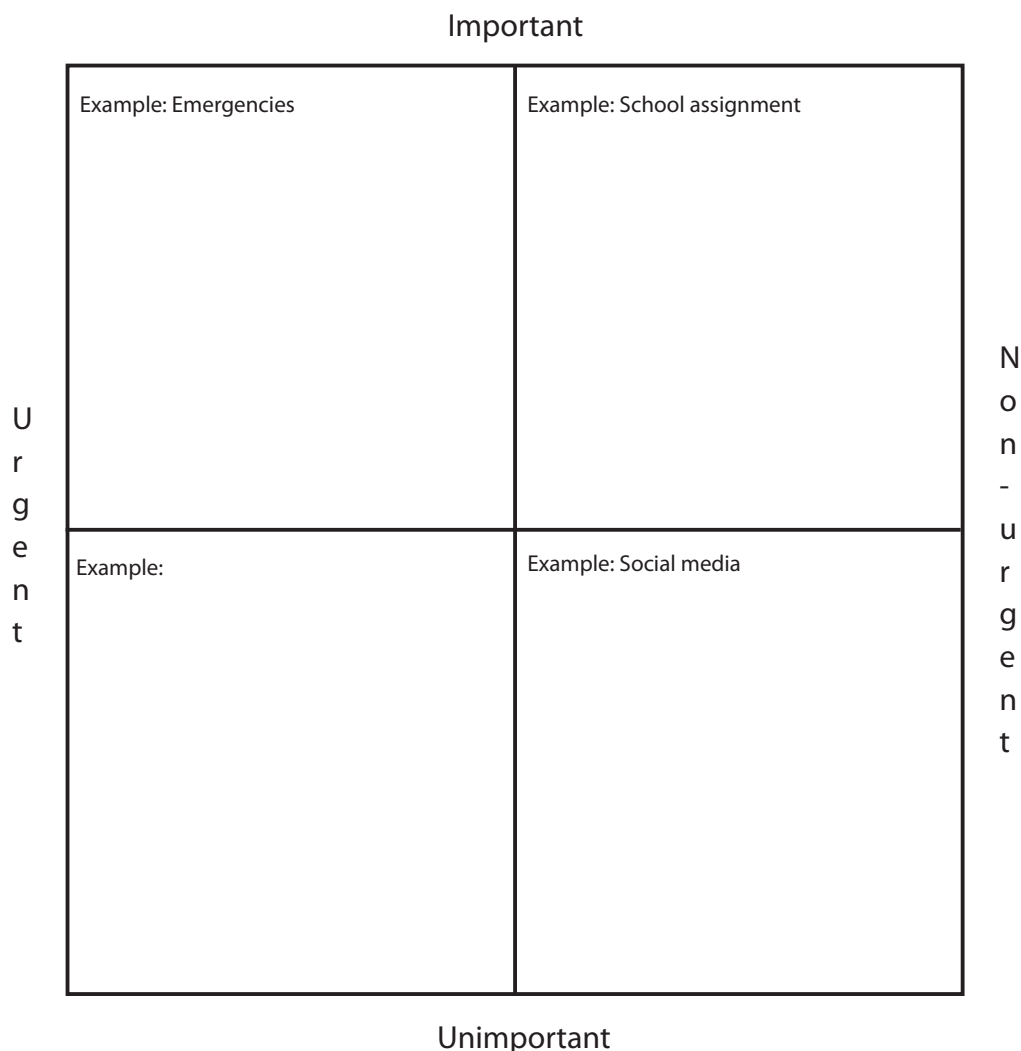 Important
Example: Emergencies
Example: School assignment
Urgent
Non-urgent
Example:
Example: Social media
Unimportant